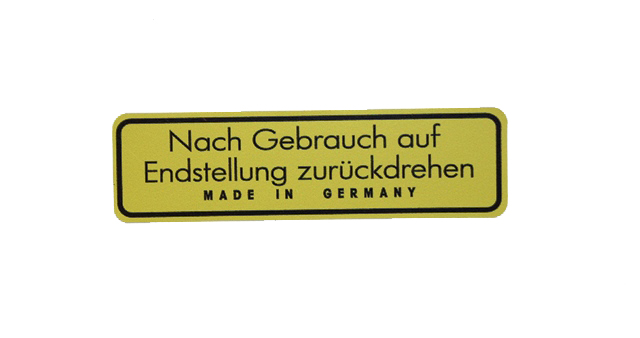 Nach Gebrauch auf
Endstellung zurückdrehen
MADE IN GERMANY